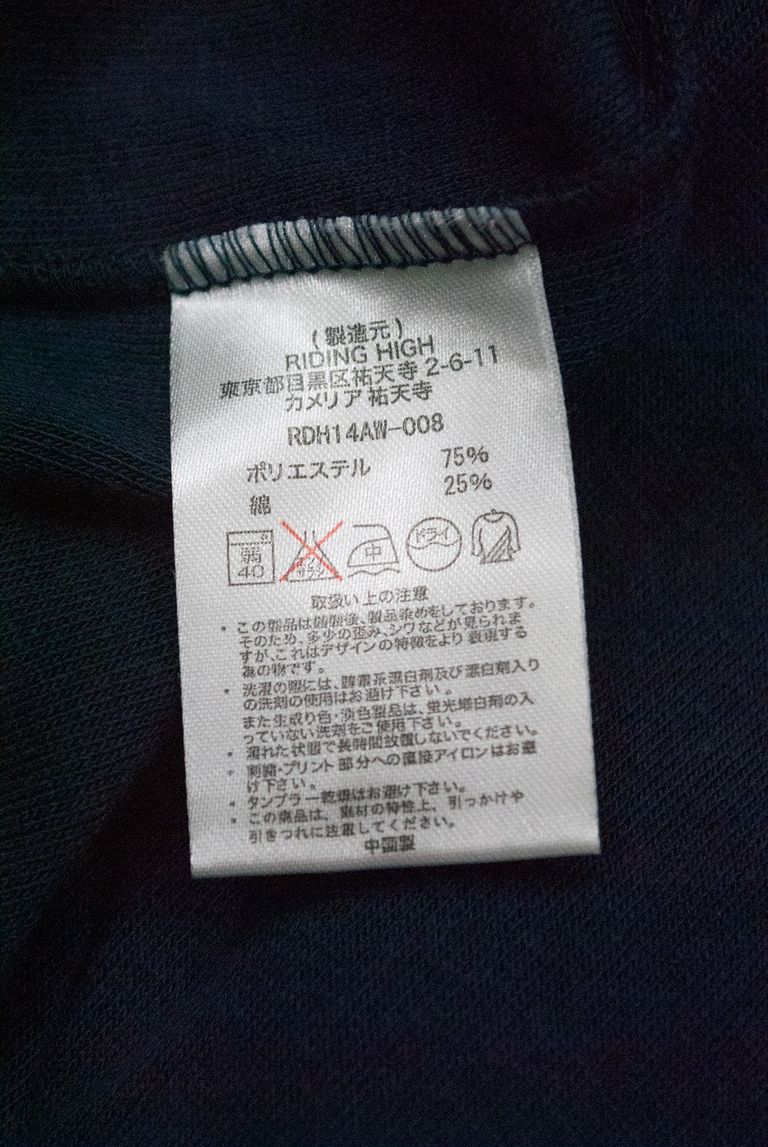 (製造元)
RIDING HIGH
東京都目黒区祐天寺 2-6-11
カメリア祐天寺
RDH14AW-008
ポリエステル 75%
綿 25%
弱 40 エンソ サラシ 中 ドライ
取扱い上の注意
・この製品は縫製後、製品染めをしております。
そのため、多少の歪み、シワなどが見られま
すが、これはデザインの特徴をより表現する
為の物です。
・洗濯の際には、酵素系漂白剤及び漂白剤入り
の洗剤の使用はお避け下さい。
また生成り色・淡色製品は、蛍光増白剤の入
っていない洗剤をご使用下さい。
・濡れた状態で長時間放置しないでください。
・刺繍・プリント部分への直接アイロンはお避
け下さい。
・タンブラー乾燥はお避け下さい。
・この商品は、素材の特性上、引っかけや
引きつれに注意してください。
中国製